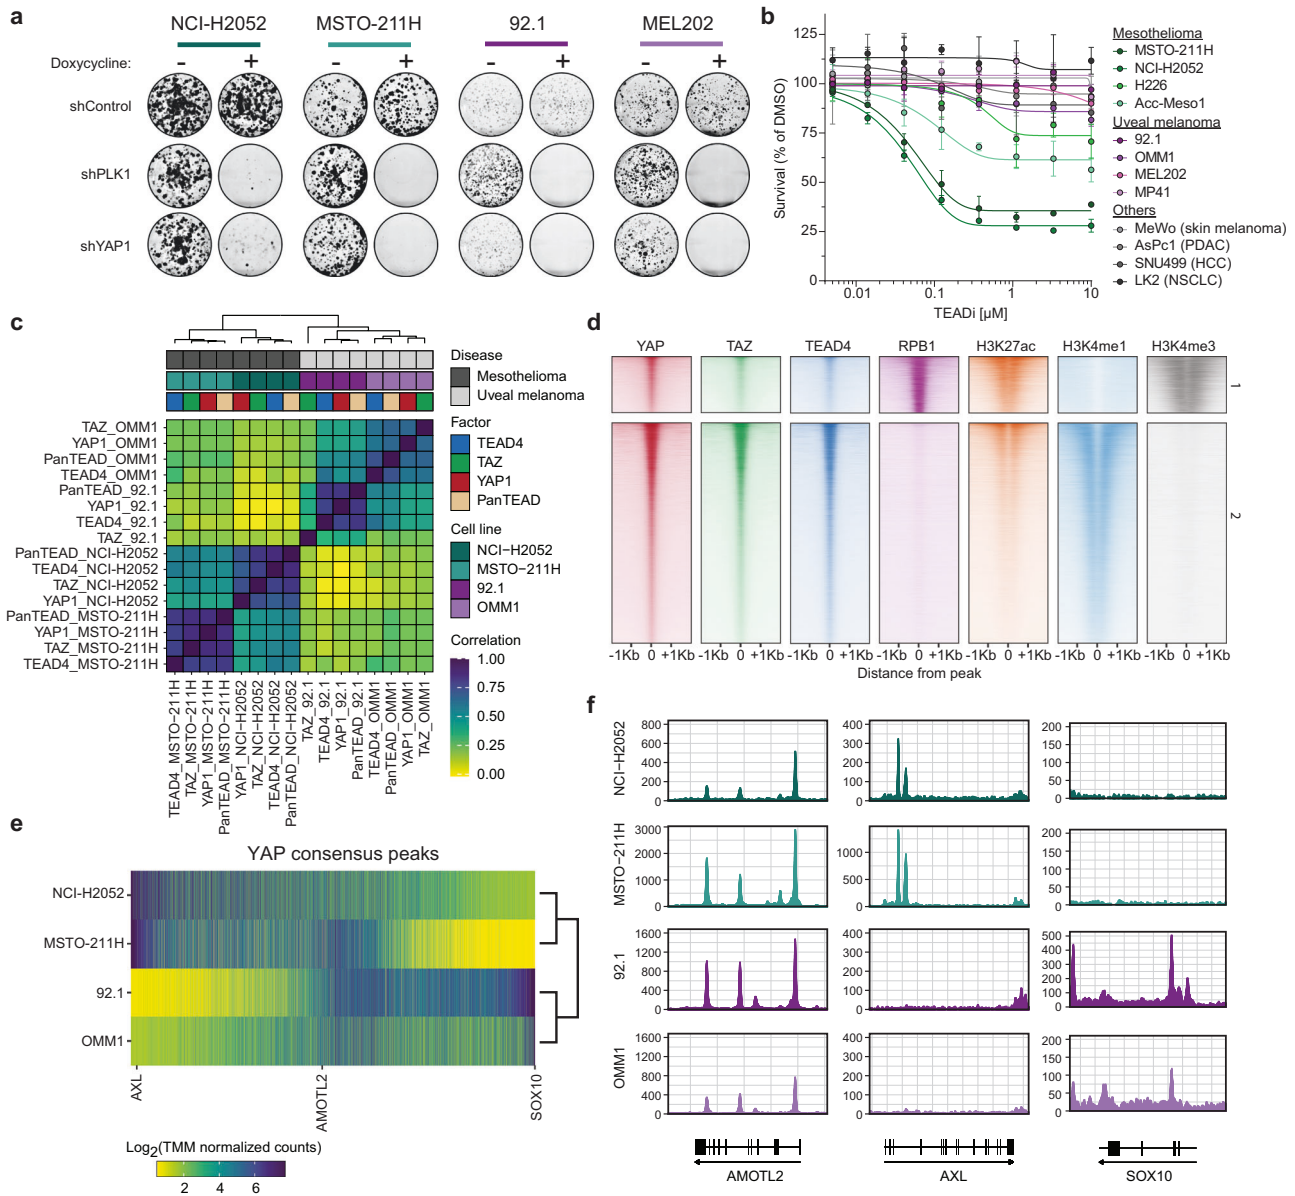 a
NCI-H2052 MSTO-211H 92.1 MEL202
Doxycycline: - + - + - + - +
shControl
shPLK1
shYAP1
b
Survival (% of DMSO)
125
100
75
50
25
0
0.01 0.1 1 10
TEADi [µM]
Mesothelioma
MSTO-211H
NCI-H2052
H226
Acc-Meso1
Uveal melanoma
92.1
OMM1
MEL202
MP41
Others
MeWo (skin melanoma)
AsPc1 (PDAC)
SNU499 (HCC)
LK2 (NSCLC)
c
TAZ_OMM1
YAP1_OMM1
PanTEAD_OMM1
TEAD4_OMM1
PanTEAD_92.1
YAP1_92.1
TEAD4_92.1
TAZ_92.1
PanTEAD_NCI-H2052
TEAD4_NCI-H2052
TAZ_NCI-H2052
YAP1_NCI-H2052
PanTEAD_MSTO-211H
YAP1_MSTO-211H
TAZ_MSTO-211H
TEAD4_MSTO-211H
TEAD4_MSTO-211H
TAZ_MSTO-211H
YAP1_MSTO-211H
PanTEAD_MSTO-211H
YAP1_NCI-H2052
TAZ_NCI-H2052
TEAD4_NCI-H2052
PanTEAD_NCI-H2052
TAZ_92.1
TEAD4_92.1
YAP1_92.1
PanTEAD_92.1
TEAD4_OMM1
PanTEAD_OMM1
YAP1_OMM1
TAZ_OMM1
Disease
Mesothelioma
Uveal melanoma
Factor
TEAD4
TAZ
YAP1
PanTEAD
Cell line
NCI-H2052
MSTO-211H
92.1
OMM1
Correlation
1.00
0.75
0.50
0.25
0.00
d
YAP TAZ TEAD4 RPB1 H3K27ac H3K4me1 H3K4me3
1
2
-1Kb 0 +1Kb -1Kb 0 +1Kb -1Kb 0 +1Kb -1Kb 0 +1Kb -1Kb 0 +1Kb -1Kb 0 +1Kb -1Kb 0 +1Kb
Distance from peak
e
YAP consensus peaks
NCI-H2052
MSTO-211H
92.1
OMM1
AXL
AMOTL2
SOX10
Log2(TMM normalized counts)
2 4 6
f
NCI-H2052
800
600
400
200
0
400
300
200
100
0
200
150
100
50
0
MSTO-211H
3000
2000
1000
0
1000
500
0
200
150
100
50
0
92.1
1600
1200
800
400
0
400
300
200
100
0
500
400
300
200
100
0
OMM1
1600
1200
800
400
0
400
300
200
100
0
200
150
100
50
0
AMOTL2 AXL SOX10